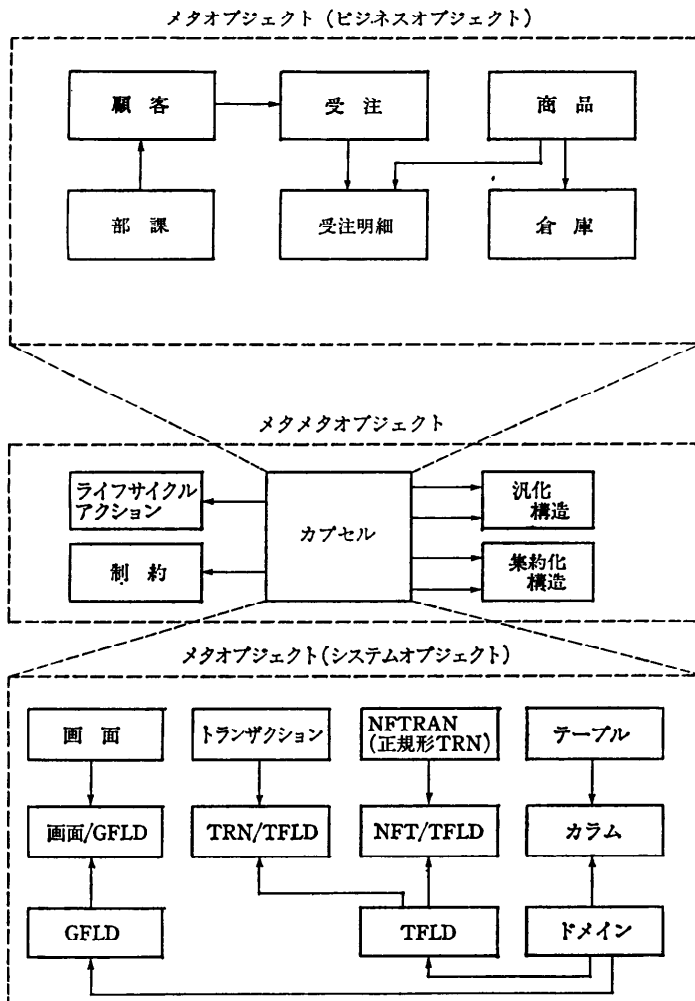 メタオブジェクト(ビジネスオブジェクト)
顧客
受注
商品
部課
受注明細
倉庫
メタメタオブジェクト
ライフサイクル
アクション
カプセル
汎化
構造
制約
集約化
構造
メタオブジェクト(システムオブジェクト)
画面
トランザクション
NFTRAN
(正規形TRN)
テーブル
画面/GFLD
TRN/TFLD
NFT/TFLD
カラム
GFLD
TFLD
ドメイン